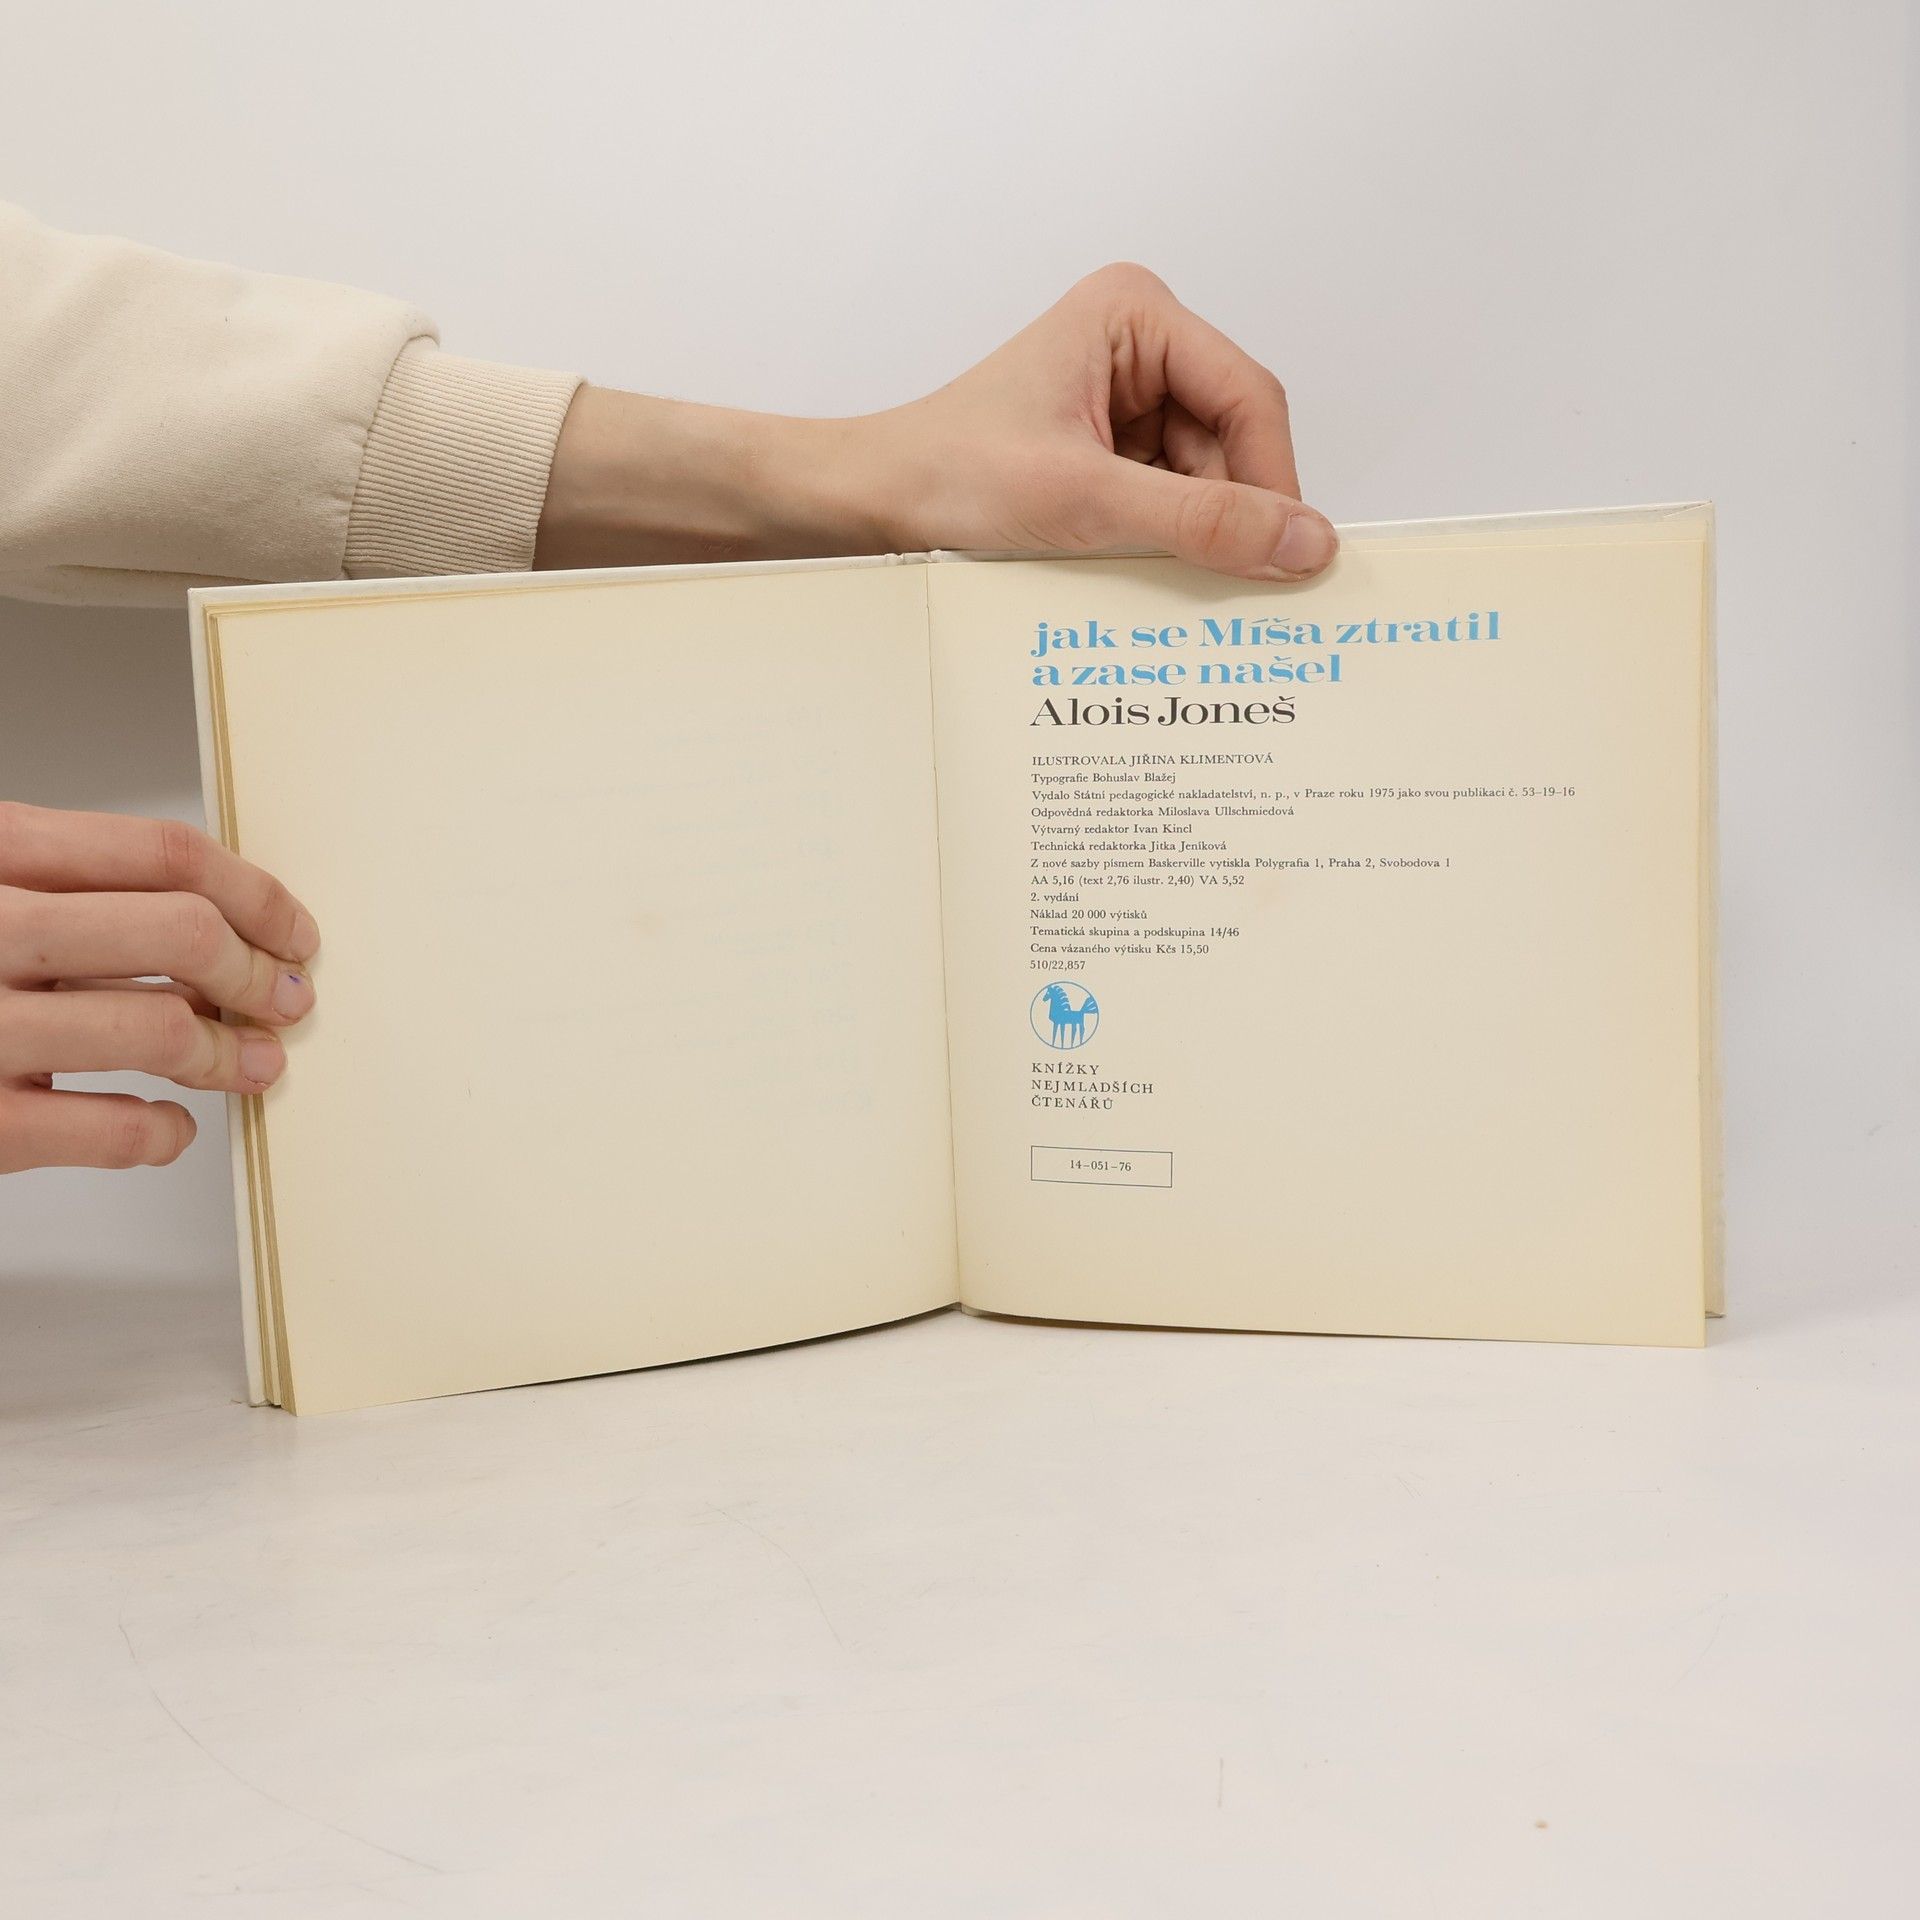 jak se Míša ztratil
a zase našel
Alois Joneš
ILUSTROVALA JIŘINA KLIMENTOVÁ
Typografie Bohuslav Blažej
Vydalo Státní pedagogické nakladatelství, n. p., v Praze roku 1975 jako svou publikaci č. 53–19–16
Odpovědná redaktorka Miloslava Ullschmiedová
Výtvarný redaktor Ivan Kincl
Technická redaktorka Jitka Jeníková
Z nové sazby písmem Baskerville vytiskla Polygrafia 1, Praha 2, Svobodova 1
AA 5,16 (text 2,76 ilustr. 2,40) VA 5,52
2. vydání
Náklad 20 000 výtisků
Tematická skupina a podskupina 14/46
Cena vázaného výtisku Kčs 15,50
510/22,857
KNÍŽKY
NEJMLADŠÍCH
ČTENÁŘŮ
14–051–76